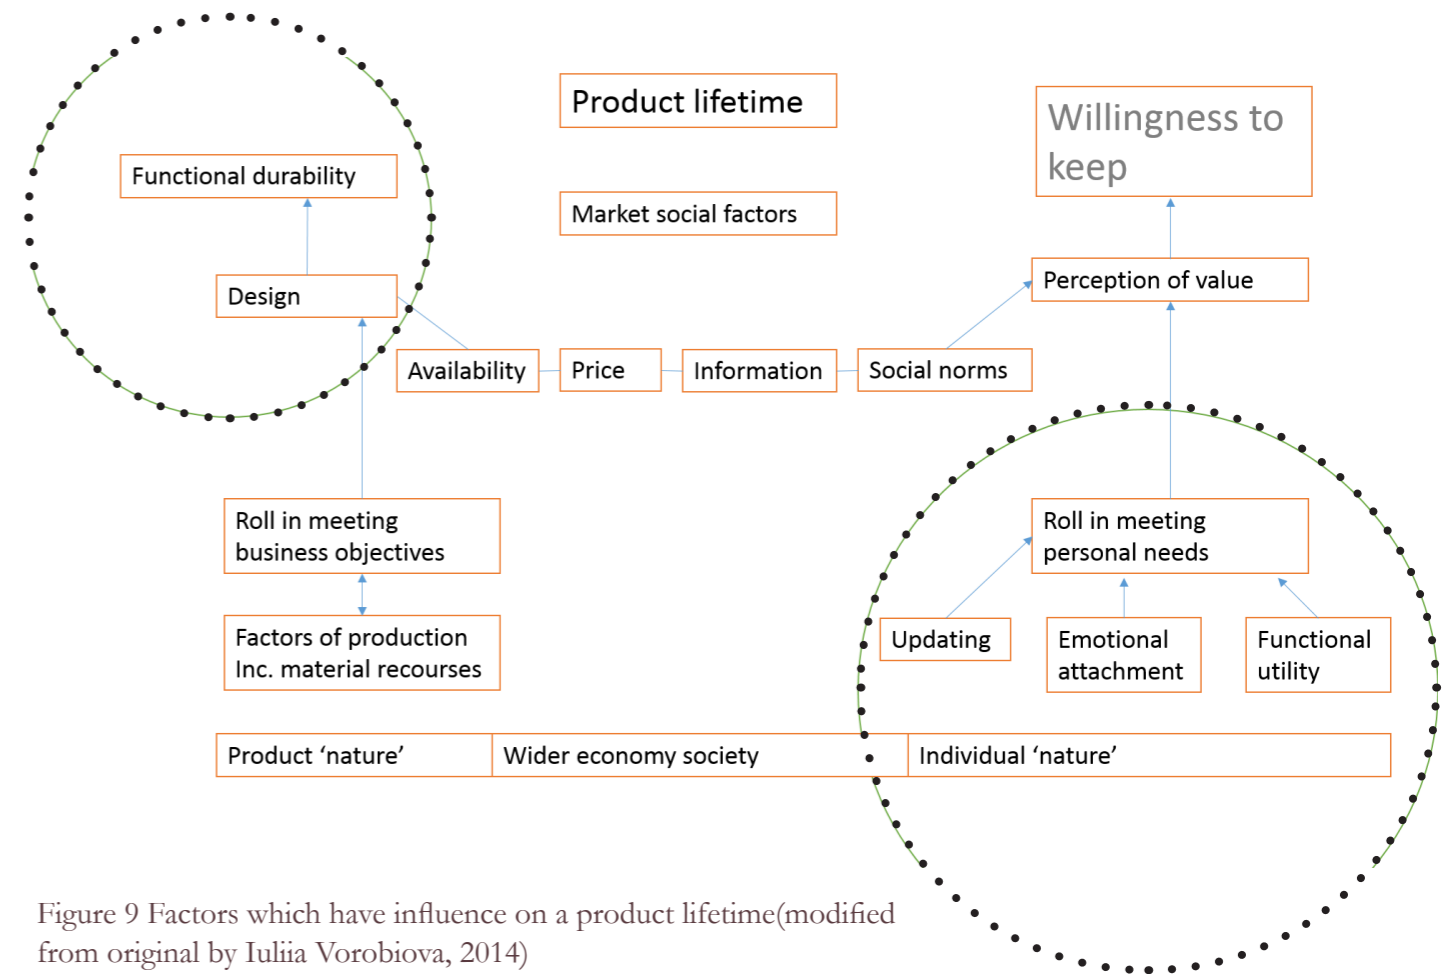 Product lifetime
Willingness to
keep
Functional durability
Market social factors
Perception of value
Design
Availability
Price
Information
Social norms
Roll in meeting
business objectives
Roll in meeting
personal needs
Factors of production
Inc. material recourses
Updating
Emotional
attachment
Functional
utility
Product ‘nature’
Wider economy society
Individual ‘nature’
Figure 9 Factors which have influence on a product lifetime(modified
from original by Iuliia Vorobiova, 2014)